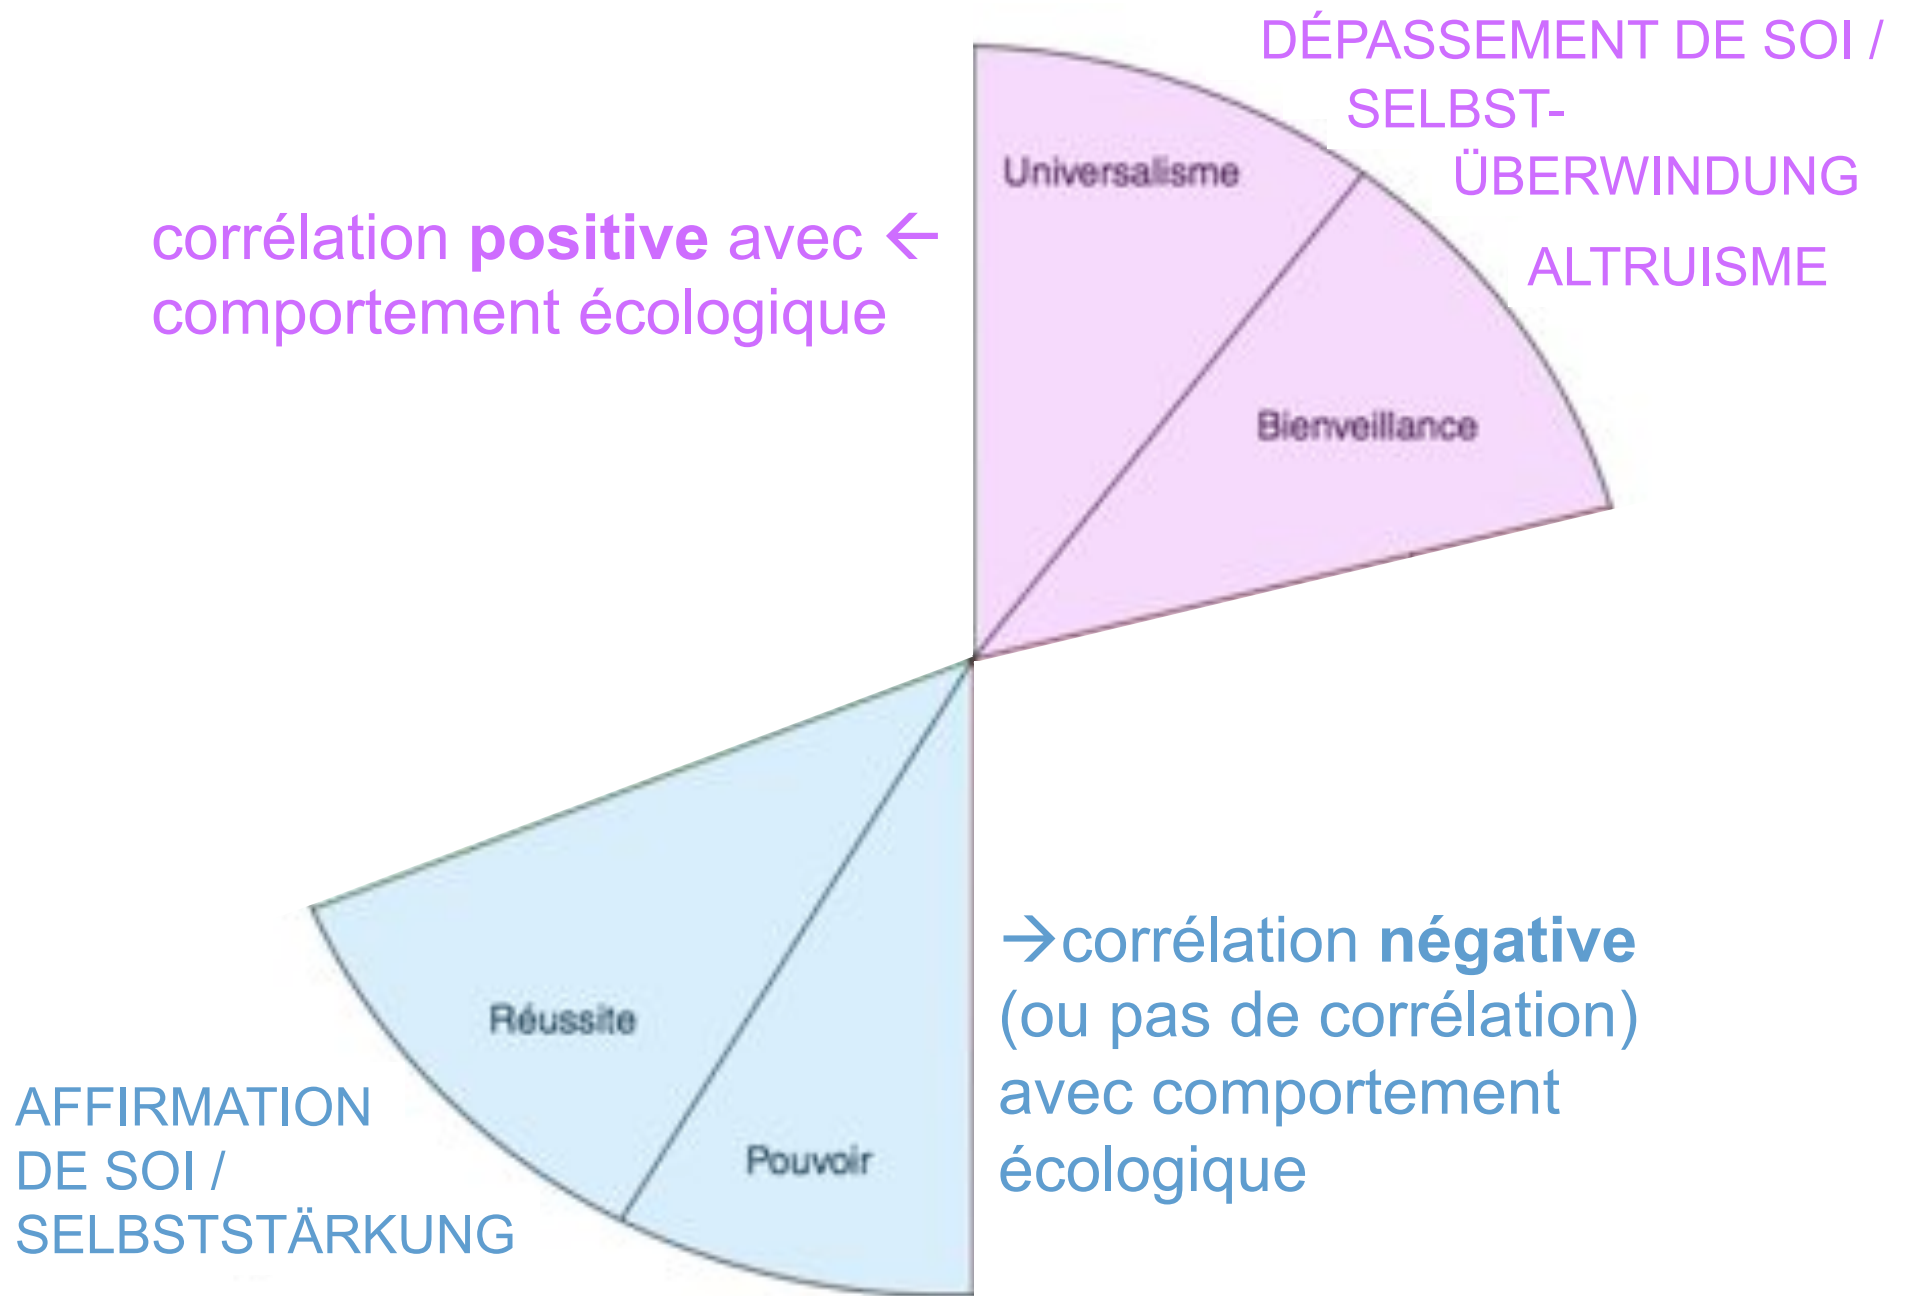 DÉPASSEMENT DE SOI /
SELBST-
ÜBERWINDUNG
ALTRUISME
Universalisme
corrélation positive avec ←
comportement écologique
Bienveillance
Réussite
Pouvoir
AFFIRMATION
DE SOI /
SELBSTSTÄRKUNG
→corrélation négative
(ou pas de corrélation)
avec comportement
écologique